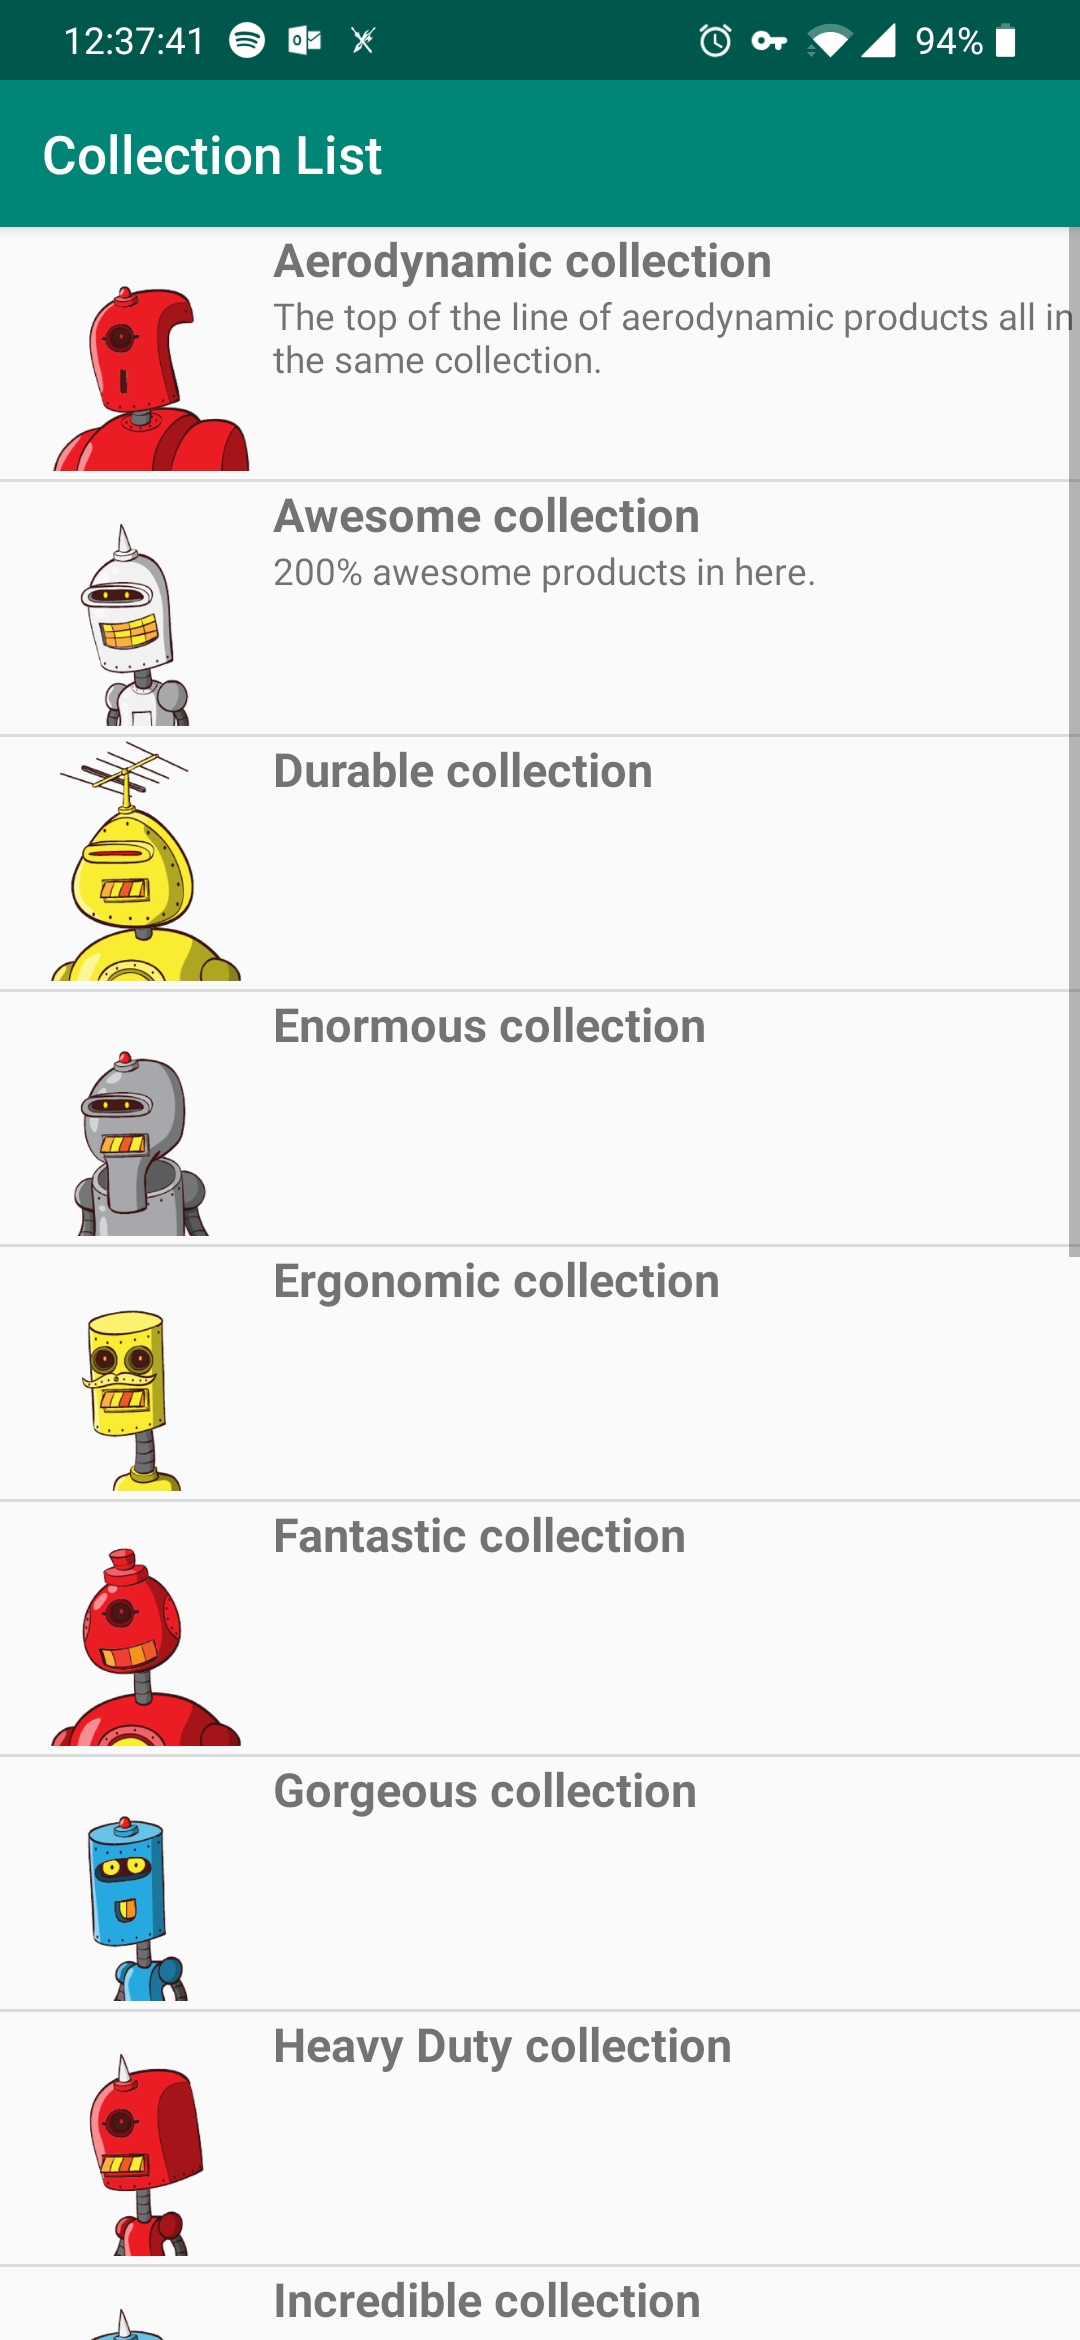 12:37:41
94%
Collection List
Aerodynamic collection
The top of the line of aerodynamic products all in
the same collection.
Awesome collection
200% awesome products in here.
Durable collection
Enormous collection
Ergonomic collection
Fantastic collection
Gorgeous collection
Heavy Duty collection
Incredible collection